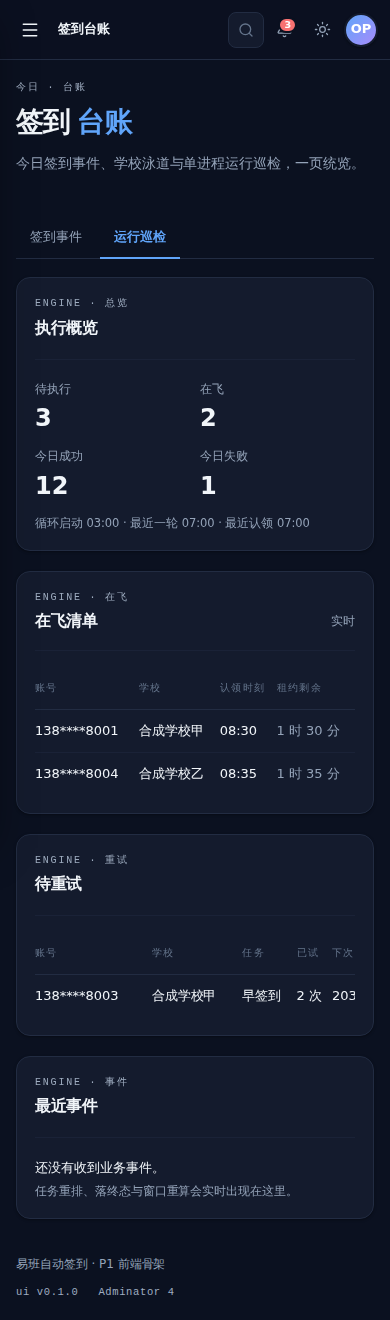 签到台账
3
OP
今日 · 台账
签到 台账
今日签到事件、学校泳道与单进程运行巡检，一页统览。
签到事件 运行巡检
ENGINE · 总览
执行概览
待执行 在飞
3 2
今日成功 今日失败
12 1
循环启动 03:00 · 最近一轮 07:00 · 最近认领 07:00
ENGINE · 在飞
在飞清单 实时
账号 学校 认领时刻 租约剩余
138****8001 合成学校甲 08:30 1 时 30 分
138****8004 合成学校乙 08:35 1 时 35 分
ENGINE · 重试
待重试
账号 学校 任务 已试 下次
138****8003 合成学校甲 早签到 2 次 203
ENGINE · 事件
最近事件
还没有收到业务事件。
任务重排、落终态与窗口重算会实时出现在这里。
易班自动签到 · P1 前端骨架
ui v0.1.0 Adminator 4